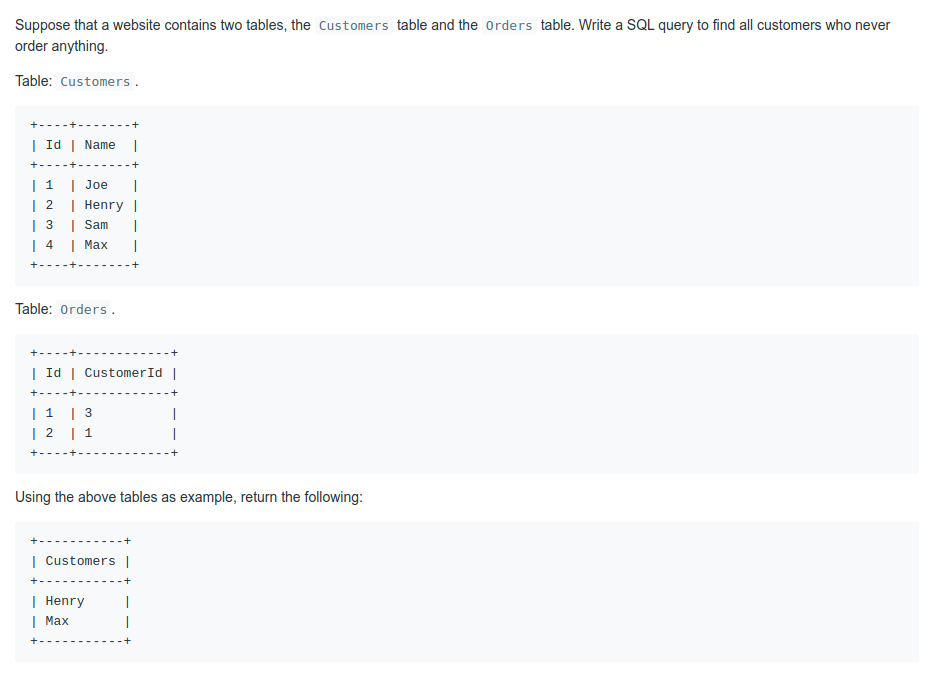 Suppose that a website contains two tables, the Customers table and the Orders table. Write a SQL query to find all customers who never
order anything.
Table: Customers.
+----+-------+
| Id | Name  |
+----+-------+
| 1  | Joe   |
| 2  | Henry |
| 3  | Sam   |
| 4  | Max   |
+----+-------+
Table: Orders.
+----+------------+
| Id | CustomerId |
+----+------------+
| 1  | 3          |
| 2  | 1          |
+----+------------+
Using the above tables as example, return the following:
+-----------+
| Customers |
+-----------+
| Henry     |
| Max       |
+-----------+